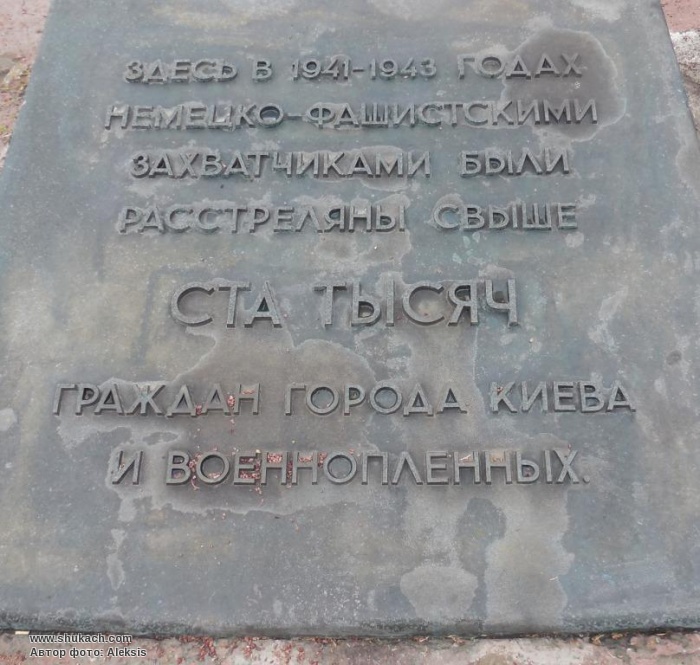 ЗДЕСЬ В 1941-1943 ГОДАХ
НЕМЕЦКО-ФАШИСТСКИМИ
ЗАХВАТЧИКАМИ БЫЛИ
РАССТРЕЛЯНЫ СВЫШЕ
СТА ТЫСЯЧ
ГРАЖДАН ГОРОДА КИЕВА
И ВОЕННОПЛЕННЫХ.
www.shukach.com
Автор фото: Aleksis